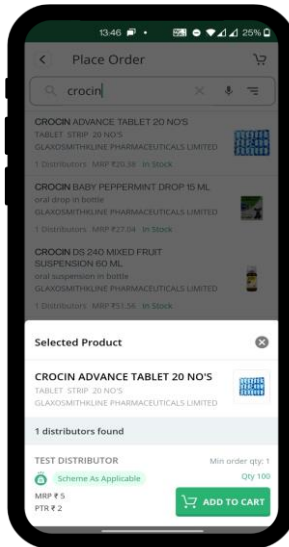 13:46 25%
Place Order
crocin
CROCIN ADVANCE TABLET 20 NO'S
TABLET STRIP 20 NO'S
GLAXOSMITHKLINE PHARMACEUTICALS LIMITED
1 Distributors MRP ₹20.38 In Stock
CROCIN BABY PEPPERMINT DROP 15 ML
oral drop in bottle
GLAXOSMITHKLINE PHARMACEUTICALS LIMITED
1 Distributors MRP ₹27.04 In Stock
CROCIN DS 240 MIXED FRUIT
SUSPENSION 60 ML
oral suspension in bottle
GLAXOSMITHKLINE PHARMACEUTICALS LIMITED
1 Distributors MRP ₹51.56 In Stock
Selected Product
CROCIN ADVANCE TABLET 20 NO'S
TABLET STRIP 20 NO'S
GLAXOSMITHKLINE PHARMACEUTICALS LIMITED
1 distributors found
TEST DISTRIBUTOR Min order qty: 1
Scheme As Applicable Qty 100
MRP ₹ 5
PTR ₹ 2
ADD TO CART